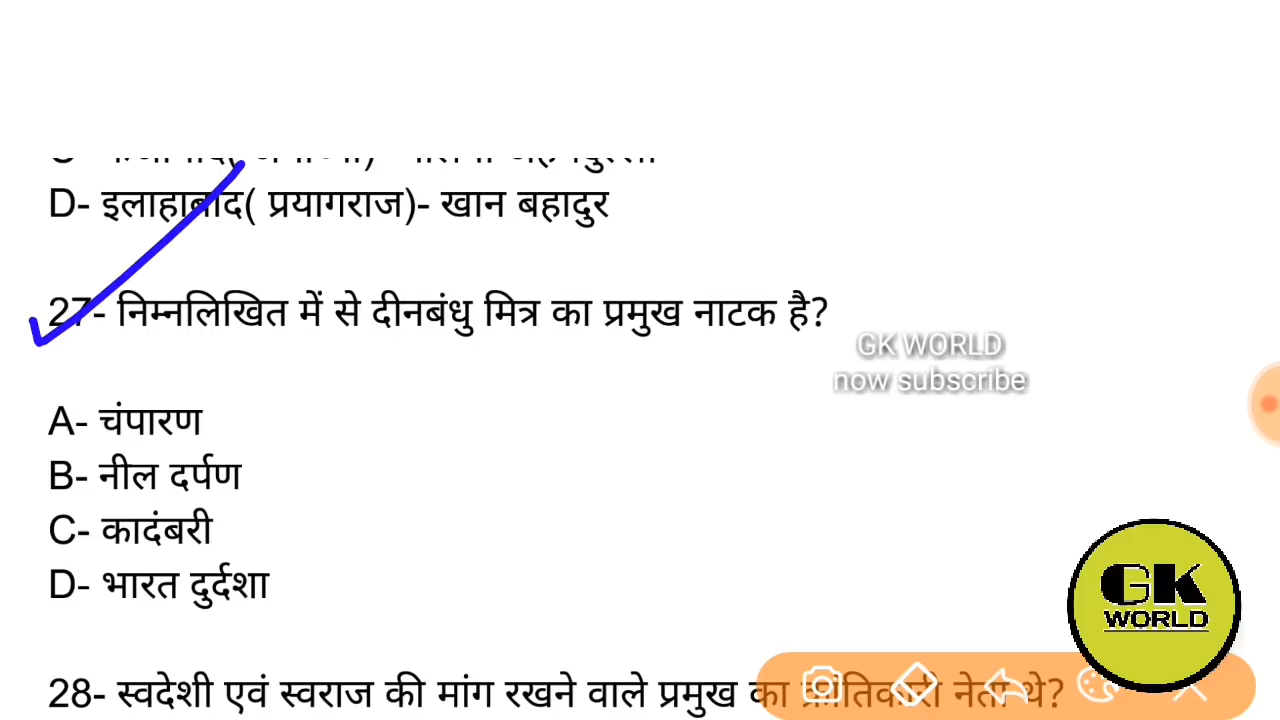 D- इलाहाबाद( प्रयागराज)- खान बहादुर
27- निम्नलिखित में से दीनबंधु मित्र का प्रमुख नाटक है?
GK WORLD
now subscribe
A- चंपारण
B- नील दर्पण
C- कादंबरी
D- भारत दुर्दशा
GK
WORLD
28- स्वदेशी एवं स्वराज की मांग रखने वाले प्रमुख का क्रांतिकारी नेता थे?